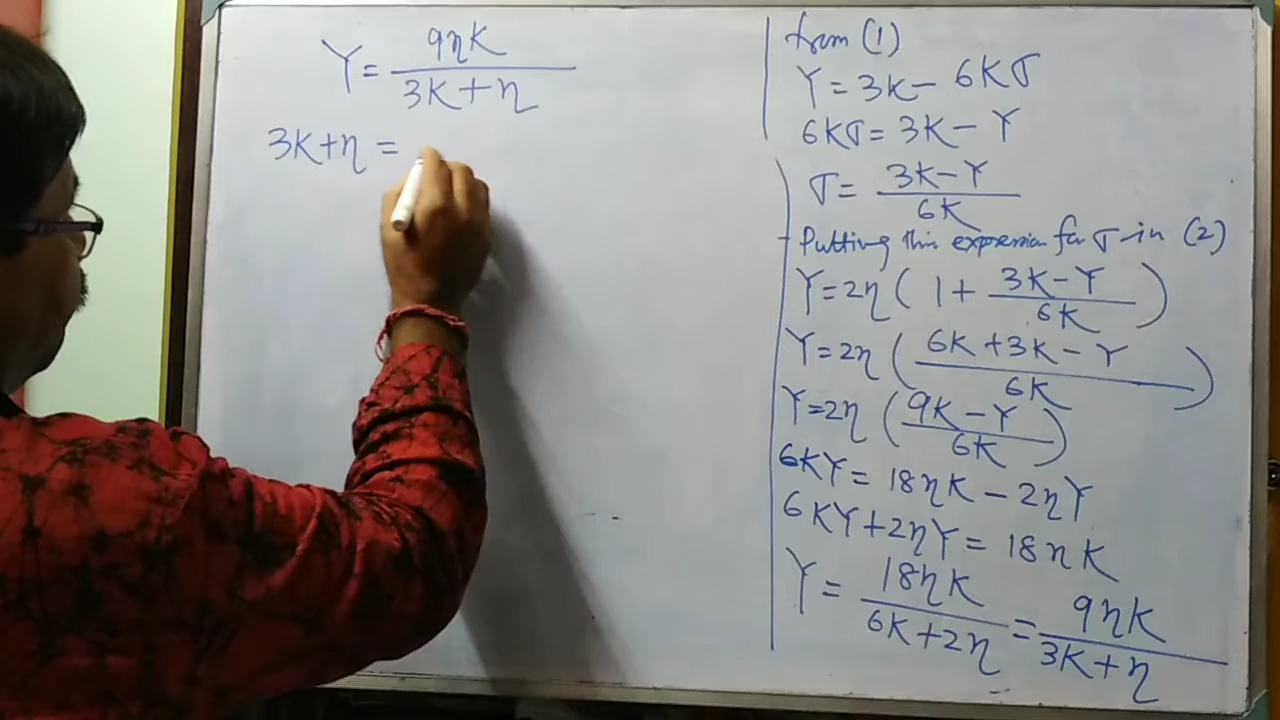 Y = 9ηK / 3K + η
3K + η =
from (1)
Y = 3K - 6Kσ
6Kσ = 3K - Y
σ = 3K - Y / 6K
Putting this expression for σ in (2)
Y = 2η ( 1 + 3K - Y / 6K )
Y = 2η ( 6K + 3K - Y / 6K )
Y = 2η ( 9K - Y / 6K )
6KY = 18ηK - 2ηY
6KY + 2ηY = 18ηK
Y = 18ηK / 6K + 2η = 9ηK / 3K + η